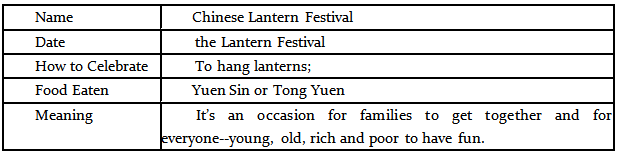 Name Chinese Lantern Festival
Date the Lantern Festival
How to Celebrate To hang lanterns;
Food Eaten Yuen Sin or Tong Yuen
Meaning It's an occasion for families to get together and for
everyone--young, old, rich and poor to have fun.